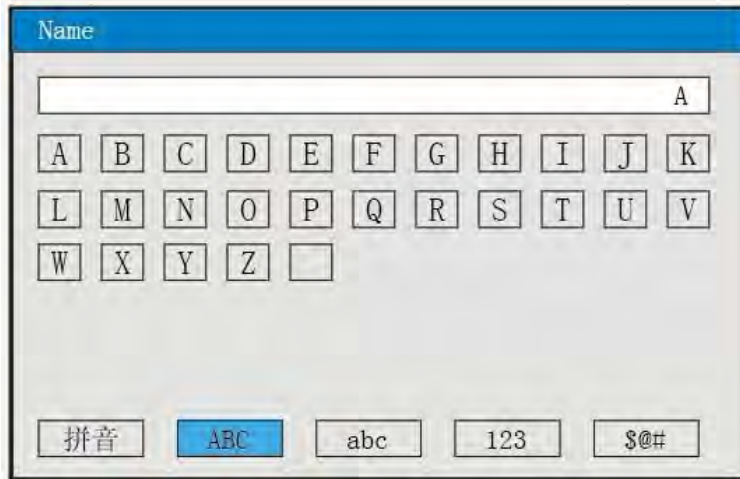 Name
A
A B C D E F G H I J K
L M N O P Q R S T U V
W X Y Z
拼音 ABC abc 123 $@#